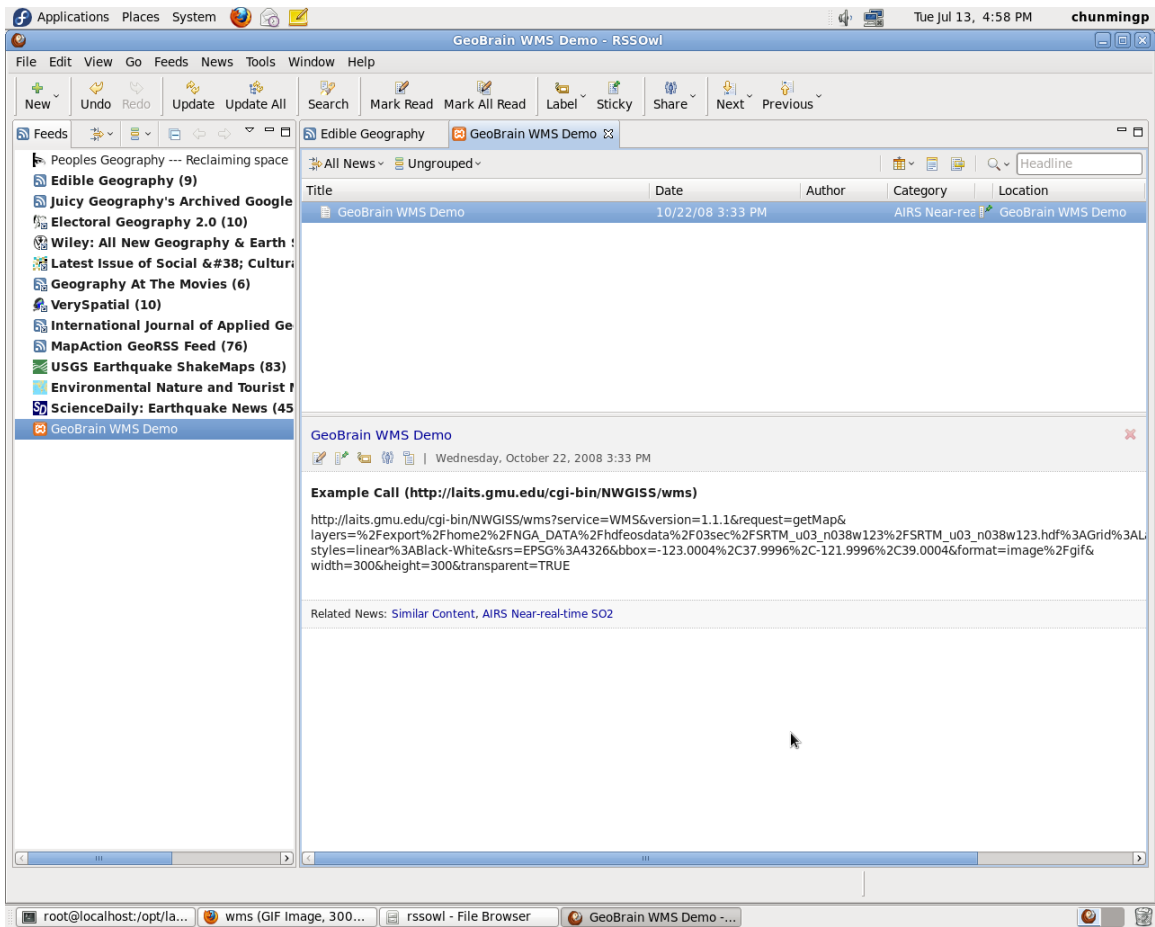 Applications Places System Tue Jul 13, 4:58 PM chunmingp
GeoBrain WMS Demo - RSSOwl
File Edit View Go Feeds News Tools Window Help
New Undo Redo Update Update All Search Mark Read Mark All Read Label Sticky Share Next Previous
Feeds
Peoples Geography --- Reclaiming space
Edible Geography (9)
Juicy Geography's Archived Google
Electoral Geography 2.0 (10)
Wiley: All New Geography & Earth
Latest Issue of Social &#38; Cultura
Geography At The Movies (6)
VerySpatial (10)
International Journal of Applied Ge
MapAction GeoRSS Feed (76)
USGS Earthquake ShakeMaps (83)
Environmental Nature and Tourist
ScienceDaily: Earthquake News (45
GeoBrain WMS Demo
Edible Geography GeoBrain WMS Demo
All News Ungrouped Headline
Title Date Author Category Location
GeoBrain WMS Demo 10/22/08 3:33 PM AIRS Near-rea GeoBrain WMS Demo
GeoBrain WMS Demo
| Wednesday, October 22, 2008 3:33 PM
Example Call (http://laits.gmu.edu/cgi-bin/NWGISS/wms)
http://laits.gmu.edu/cgi-bin/NWGISS/wms?service=WMS&version=1.1.1&request=getMap&
layers=%2Fexport%2Fhome2%2FNGA_DATA%2Fhdfeosdata%2F03sec%2FSRTM_u03_n038w123%2FSRTM_u03_n038w123.hdf%3AGrid%3AL
styles=linear%3ABlack-White&srs=EPSG%3A4326&bbox=-123.0004%2C37.9996%2C-121.9996%2C39.0004&format=image%2Fgif&
width=300&height=300&transparent=TRUE
Related News: Similar Content, AIRS Near-real-time SO2
root@localhost:/opt/la... wms (GIF Image, 300... rssowl - File Browser GeoBrain WMS Demo -...